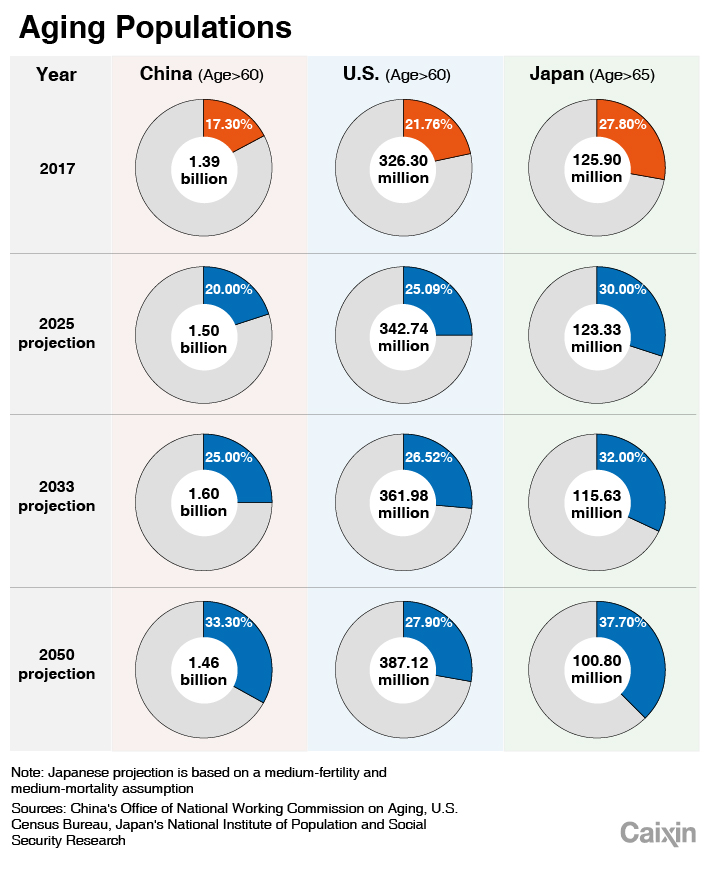 Aging Populations
Year China (Age>60) U.S. (Age>60) Japan (Age>65)
2017
17.30%
1.39
billion
21.76%
326.30
million
27.80%
125.90
million
2025
projection
20.00%
1.50
billion
25.09%
342.74
million
30.00%
123.33
million
2033
projection
25.00%
1.60
billion
26.52%
361.98
million
32.00%
115.63
million
2050
projection
33.30%
1.46
billion
27.90%
387.12
million
37.70%
100.80
million
Note: Japanese projection is based on a medium-fertility and
medium-mortality assumption
Sources: China's Office of National Working Commission on Aging, U.S.
Census Bureau, Japan's National Institute of Population and Social
Security Research
Caixin